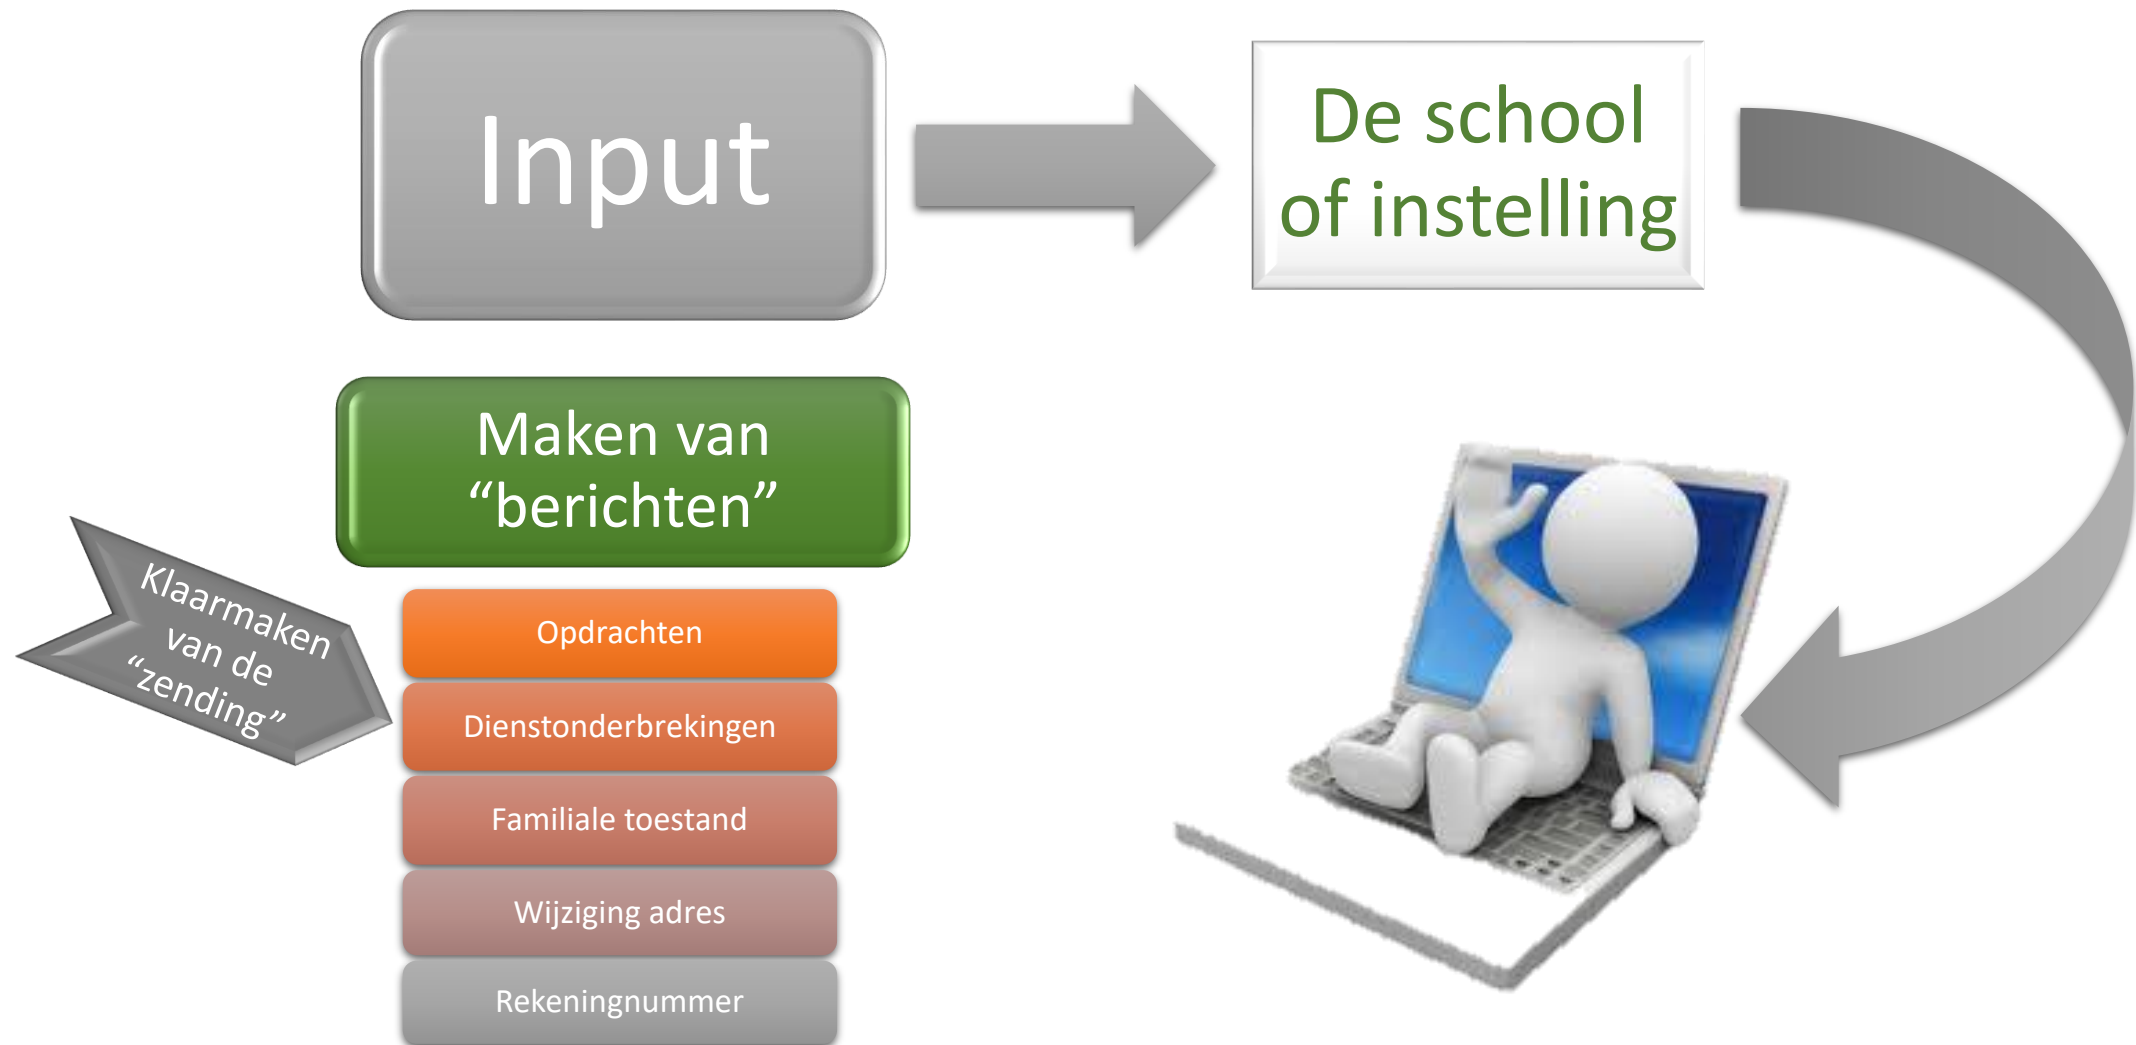 Input
De school
of instelling
Maken van
“berichten”
Klaarmaken
van de
“zending”
Opdrachten
Dienstonderbrekingen
Familiale toestand
Wijziging adres
Rekeningnummer